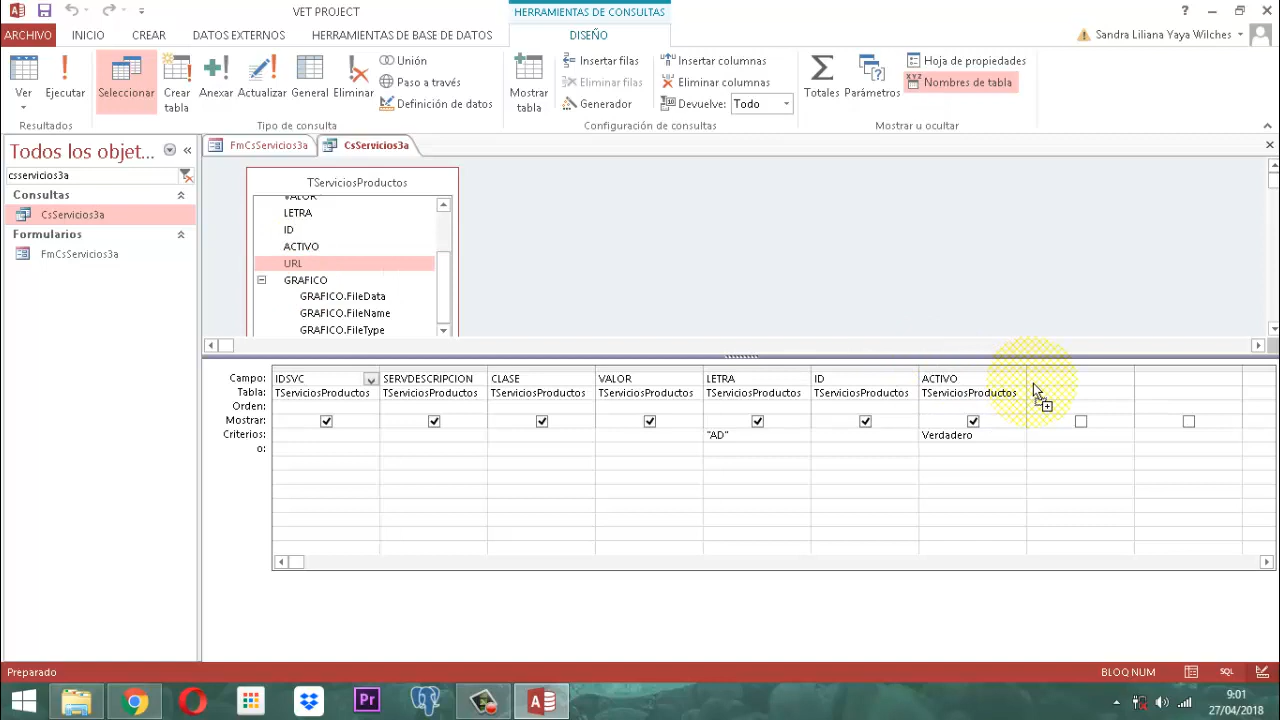 VET PROJECT
HERRAMIENTAS DE CONSULTAS
ARCHIVO INICIO CREAR DATOS EXTERNOS HERRAMIENTAS DE BASE DE DATOS DISEÑO
Sandra Liliana Yaya Wilches
Ver
Ejecutar
Seleccionar
Crear tabla
Anexar
Actualizar
General
Eliminar
Unión
Paso a través
Definición de datos
Mostrar tabla
Insertar filas
Eliminar filas
Generador
Insertar columnas
Eliminar columnas
Devuelve: Todo
Totales
Parámetros
Hoja de propiedades
Nombres de tabla
Resultados
Tipo de consulta
Configuración de consultas
Mostrar u ocultar
Todos los objet...
csservicios3a
Consultas
CsServicios3a
Formularios
FmCsServicios3a
FmCsServicios3a
CsServicios3a
TServiciosProductos
VALOR
LETRA
ID
ACTIVO
URL
GRAFICO
GRAFICO.FileData
GRAFICO.FileName
GRAFICO.FileType
Campo: IDSVC SERVDESCRIPCION CLASE VALOR LETRA ID ACTIVO
Tabla: TServiciosProductos TServiciosProductos TServiciosProductos TServiciosProductos TServiciosProductos TServiciosProductos TServiciosProductos
Orden:
Mostrar:
Criterios: "AD" Verdadero
o:
Preparado
BLOQ NUM
SQL
Pr
9:01
27/04/2018